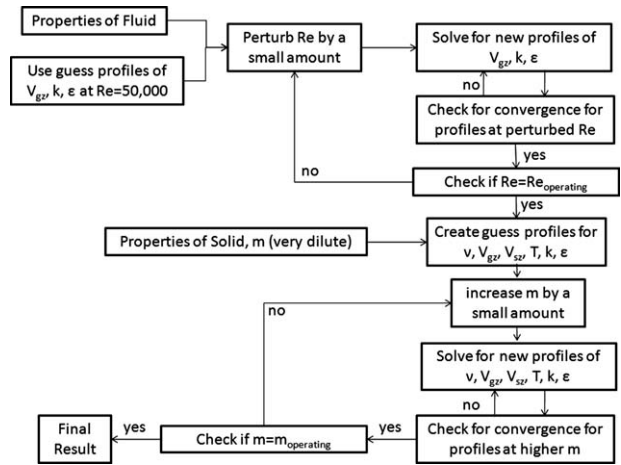 Properties of Fluid
Use guess profiles of
Vgz, k, ε at Re=50,000
Perturb Re by a
small amount
Solve for new profiles of
Vgz, k, ε
no
Check for convergence for
profiles at perturbed Re
yes
no
Check if Re=Reoperating
yes
Properties of Solid, m (very dilute)
Create guess profiles for
ν, Vgz, Vsz, T, k, ε
increase m by a
small amount
no
Solve for new profiles of
ν, Vgz, Vsz, T, k, ε
no
Check for convergence for
profiles at higher m
yes
Check if m=moperating
yes
Final
Result